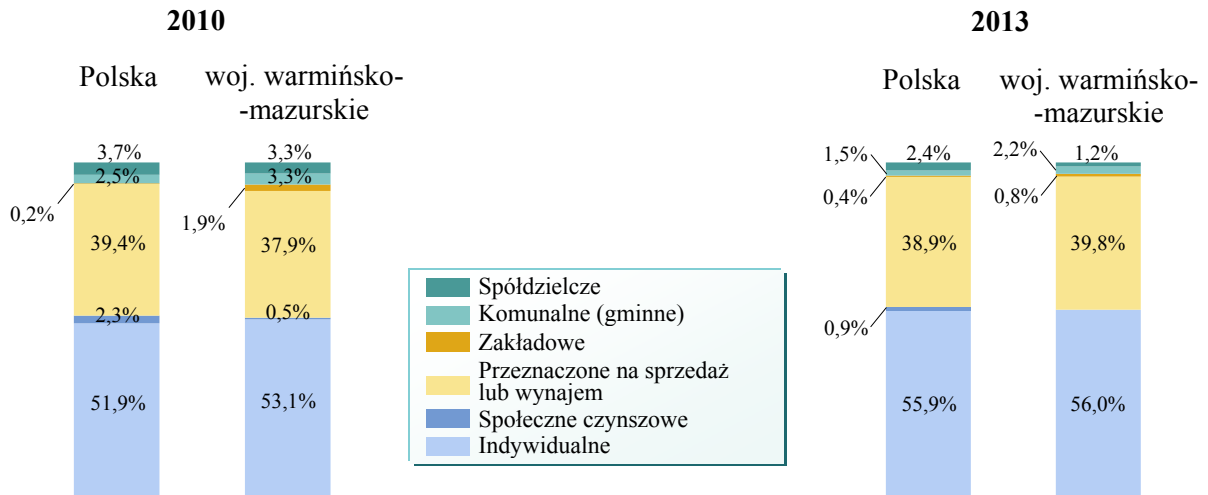 2010
2013
Polska
woj. warmińsko-
-mazurskie
Polska
woj. warmińsko-
-mazurskie
3,7%
2,5%
0,2%
39,4%
2,3%
51,9%
3,3%
3,3%
1,9%
37,9%
0,5%
53,1%
Spółdzielcze
Komunalne (gminne)
Zakładowe
Przeznaczone na sprzedaż
lub wynajem
Społeczne czynszowe
Indywidualne
2,4%
1,5%
0,4%
38,9%
0,9%
55,9%
1,2%
2,2%
0,8%
39,8%
56,0%